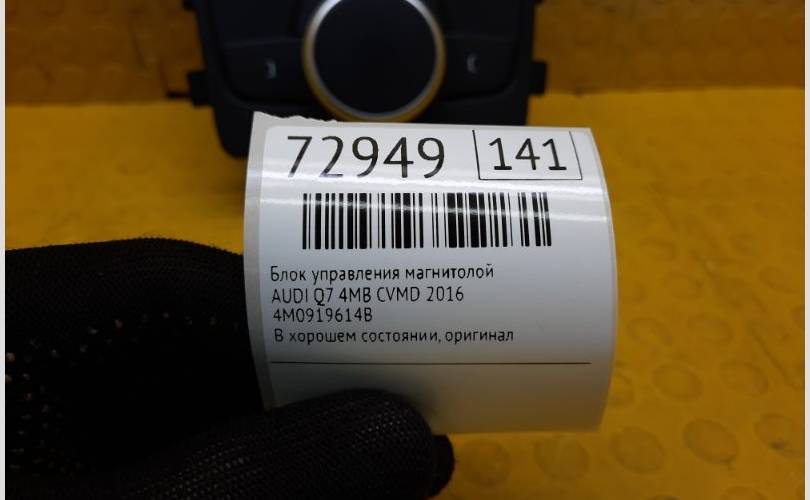 72949 141
Блок управления магнитолой
AUDI Q7 4MB CVMD 2016
4M0919614B
В хорошем состоянии, оригинал